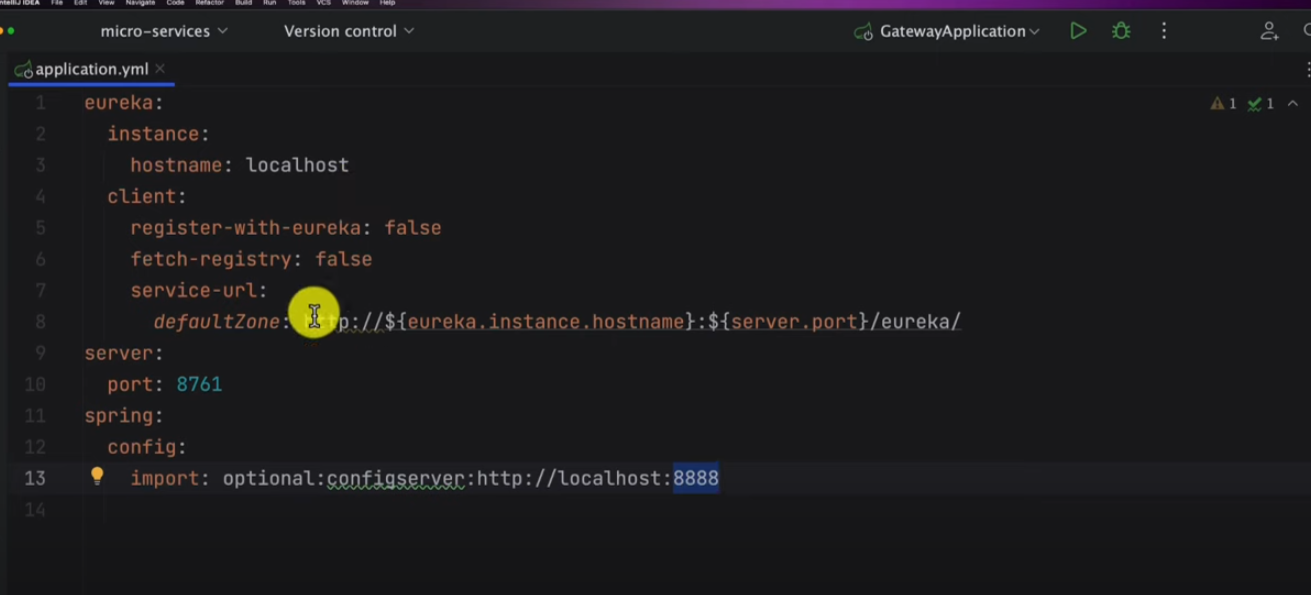 IntelliJ IDEA File Edit View Navigate Code Refactor Build Run Tools VCS Window Help
micro-services Version control GatewayApplication
application.yml
1 eureka: 1 1
2 instance:
3 hostname: localhost
4 client:
5 register-with-eureka: false
6 fetch-registry: false
7 service-url:
8 defaultZone: http://${eureka.instance.hostname}:${server.port}/eureka/
9 server:
10 port: 8761
11 spring:
12 config:
13 import: optional:configserver:http://localhost:8888
14